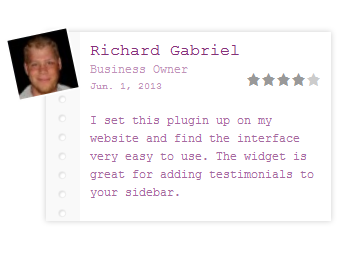 Richard Gabriel
Business Owner
Jun. 1, 2013
I set this plugin up on my
website and find the interface
very easy to use. The widget is
great for adding testimonials to
your sidebar.